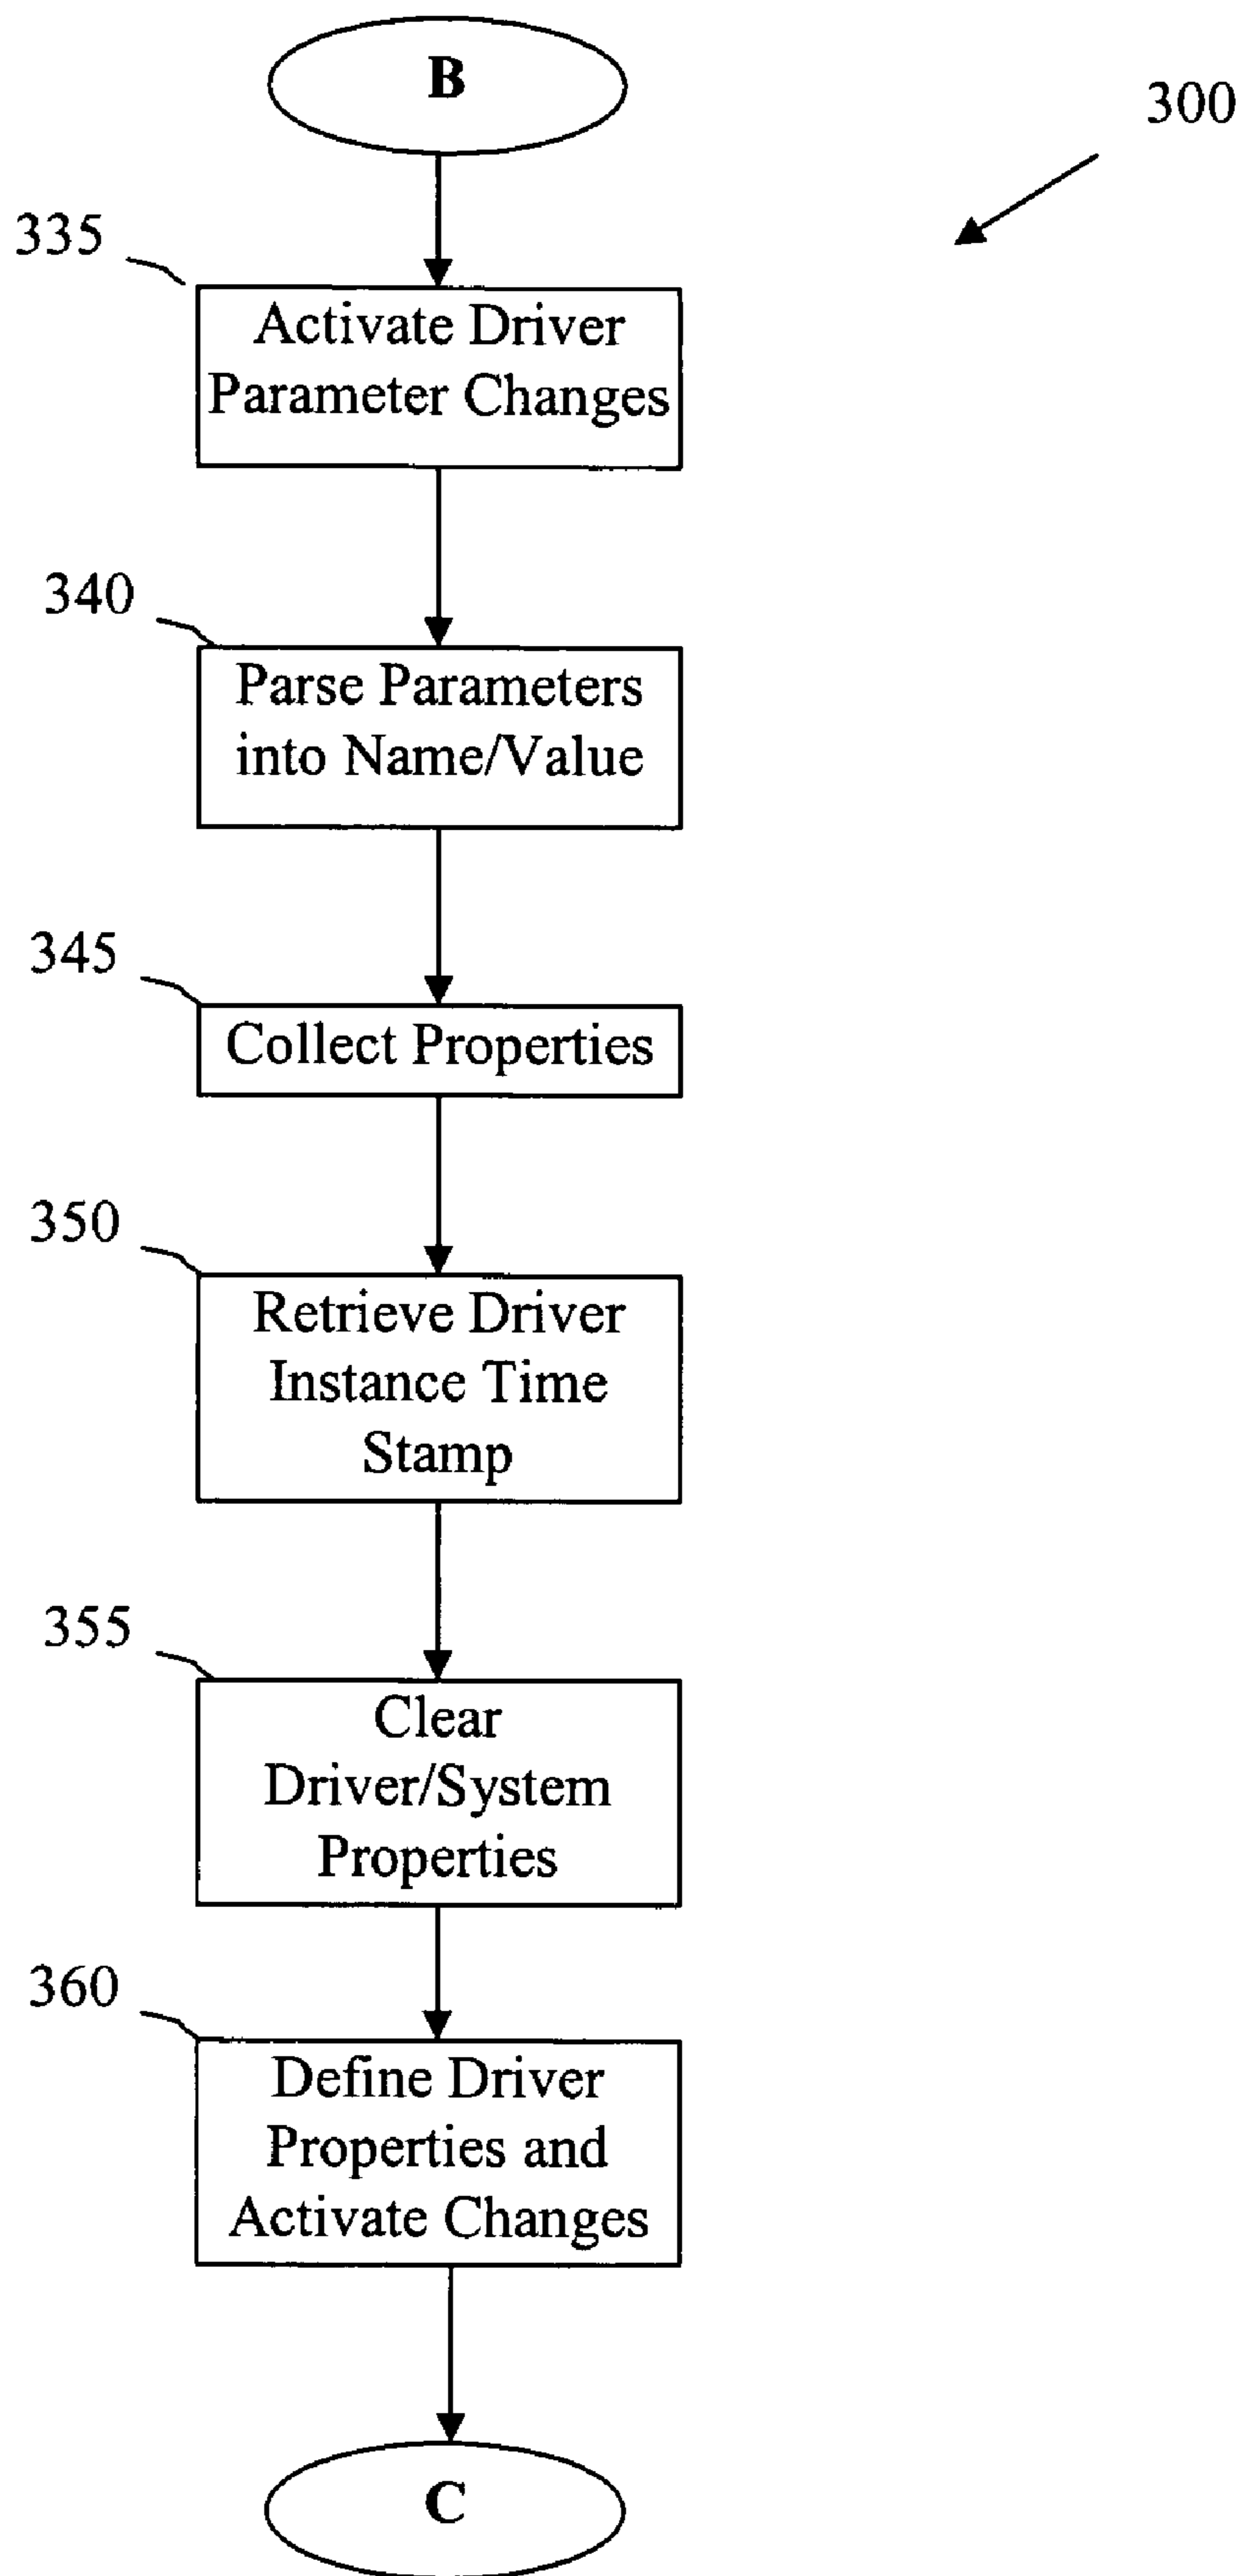 B
300
335
Activate Driver
Parameter Changes
340
Parse Parameters
into Name/Value
345
Collect Properties
350
Retrieve Driver
Instance Time
Stamp
355
Clear
Driver/System
Properties
360
Define Driver
Properties and
Activate Changes
C